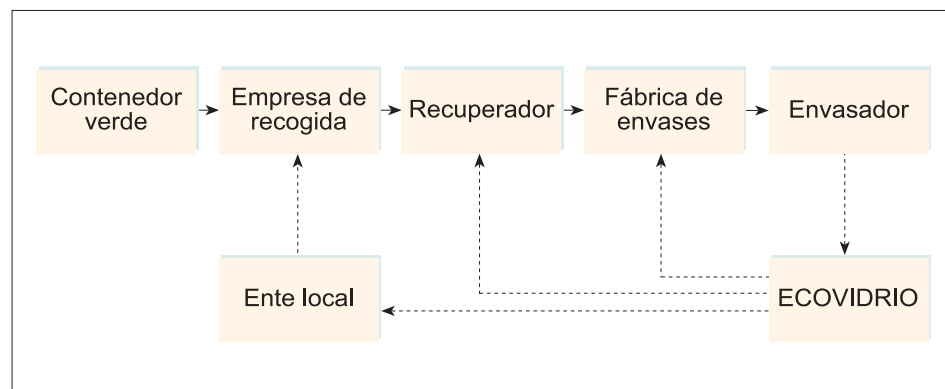 Contenedor
verde
Empresa de
recogida
Recuperador
Fábrica de
envases
Envasador
Ente local
ECOVIDRIO